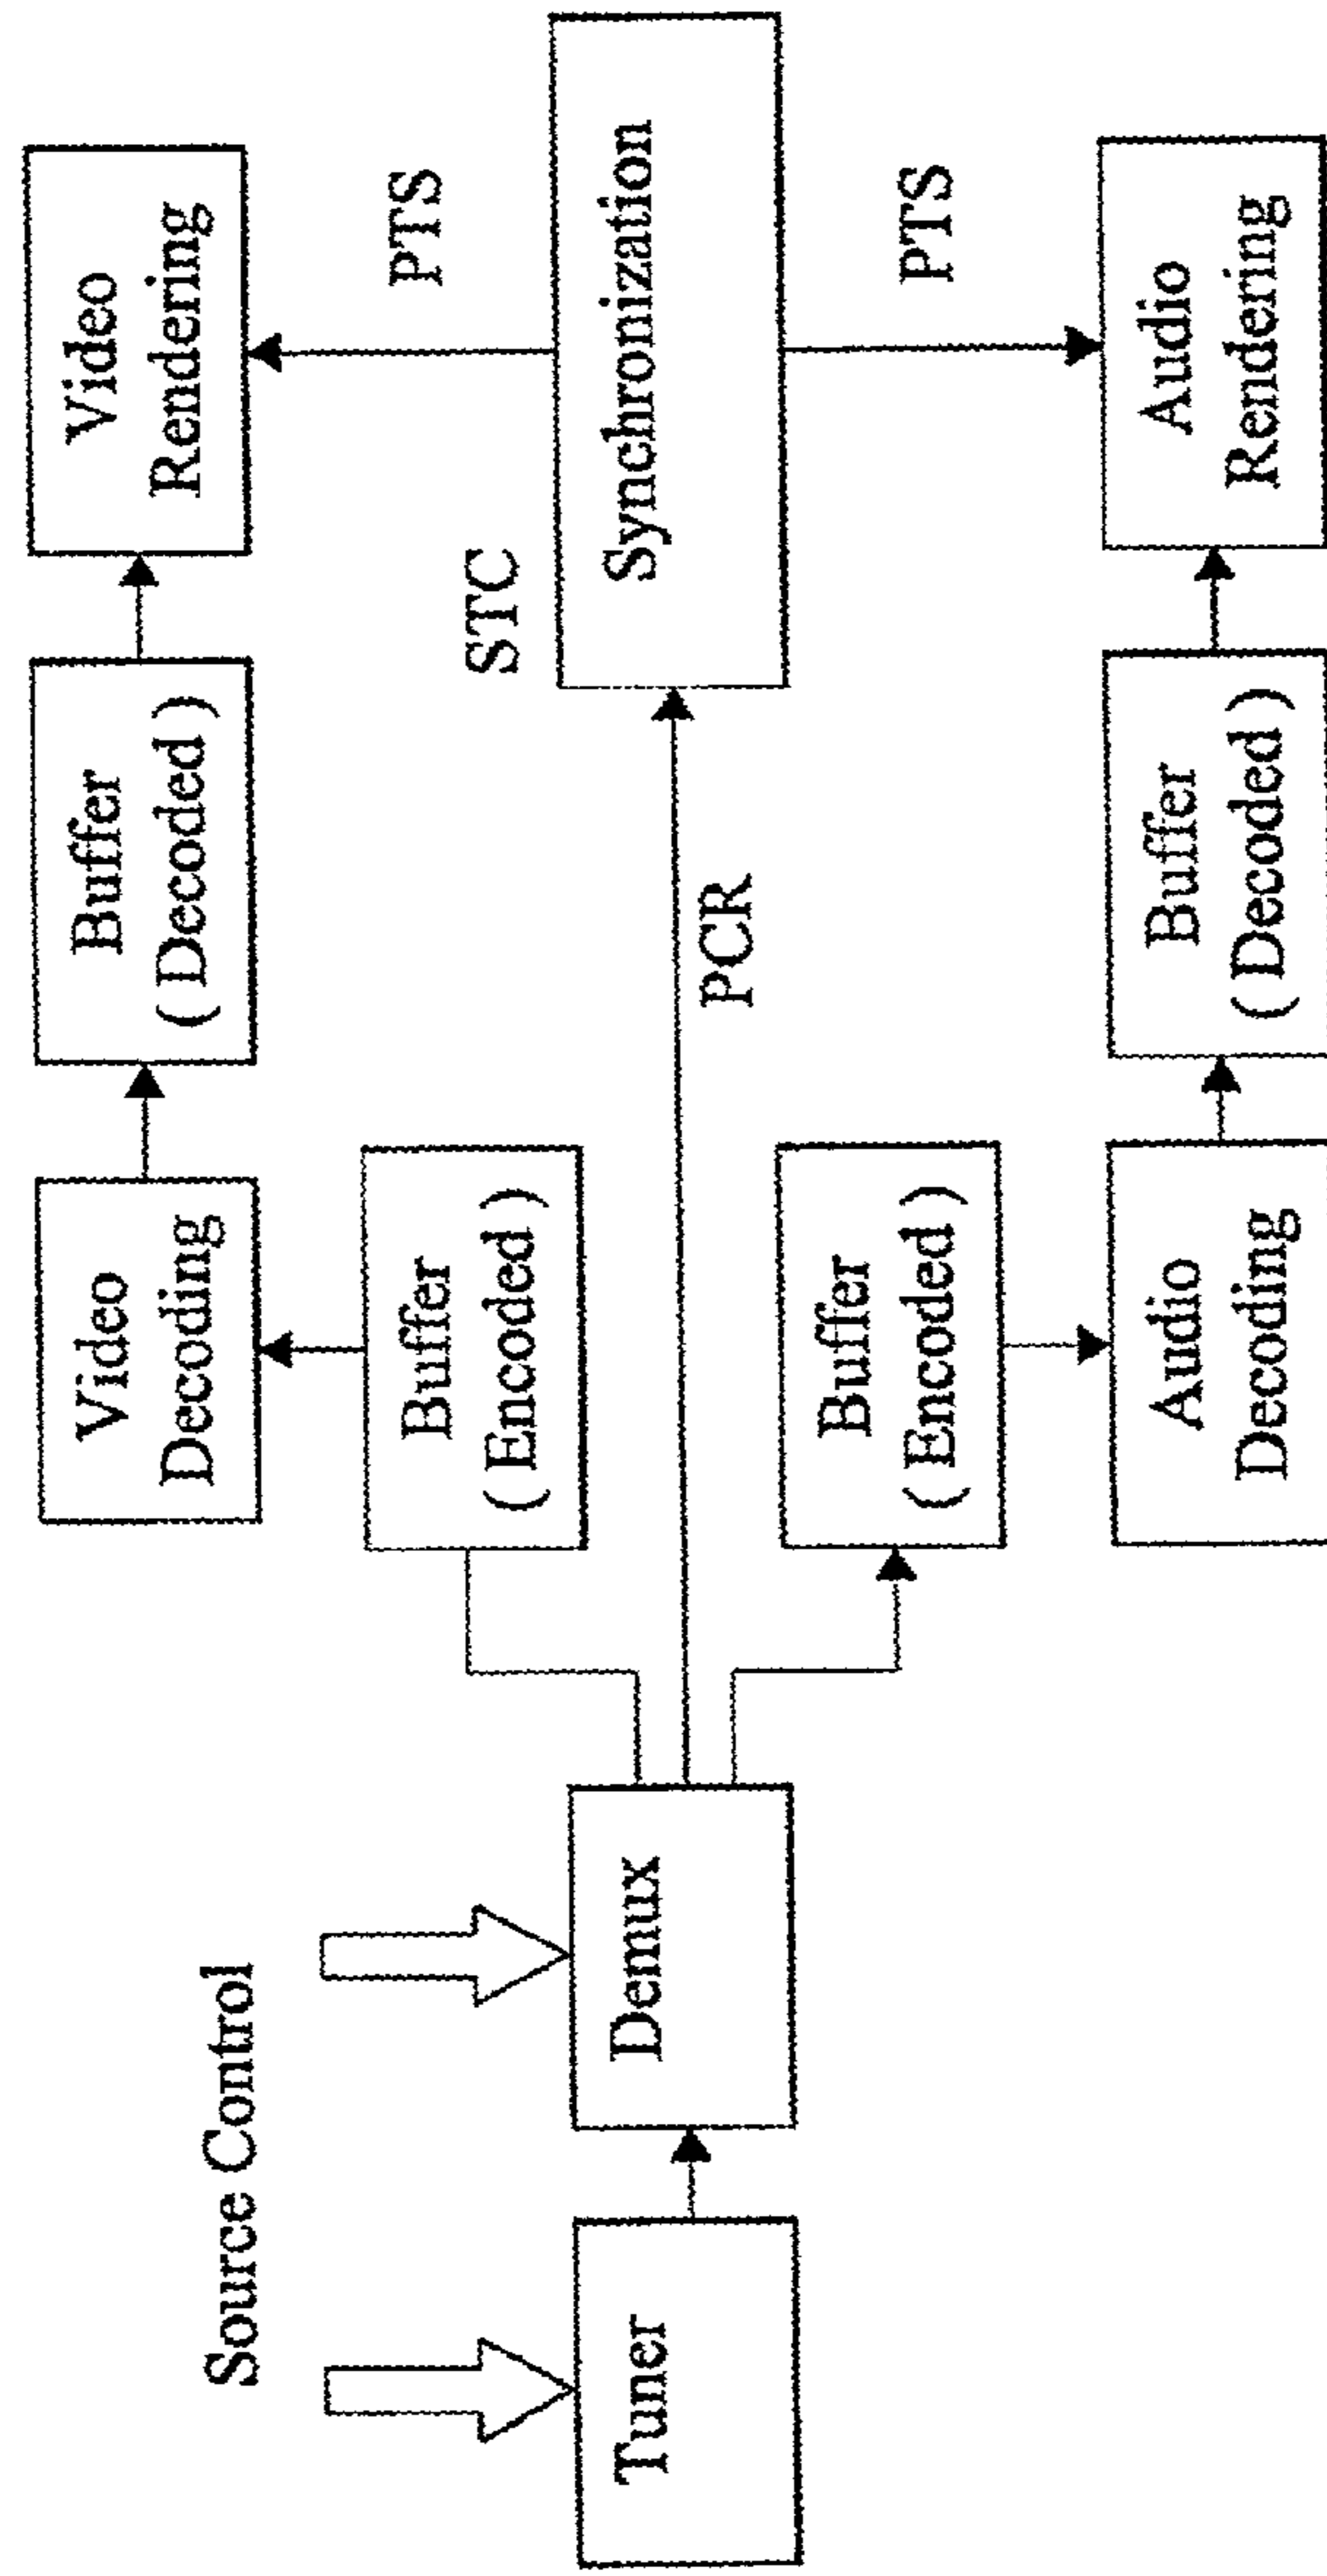 Source Control
Tuner
Demux
Buffer
( Encoded )
Video
Decoding
Buffer
( Decoded )
Video
Rendering
PCR
STC
Synchronization
PTS
PTS
Buffer
( Encoded )
Audio
Decoding
Buffer
( Decoded )
Audio
Rendering